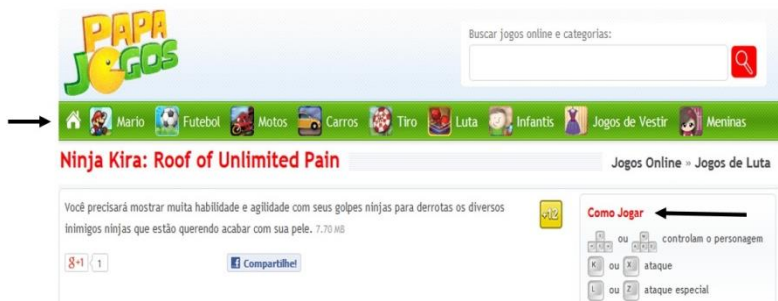 PAPA
JOGOS
Buscar jogos online e categorias:
Mario Futebol Motos Carros Tiro Luta Infantis Jogos de Vestir Meninas
Ninja Kira: Roof of Unlimited Pain
Jogos Online » Jogos de Luta
Você precisará mostrar muita habilidade e agilidade com seus golpes ninjas para derrotas os diversos
inimigos ninjas que estão querendo acabar com sua pele. 7.70 MB
+12
g+1 1
Compartilhe!
Como Jogar
ou controlam o personagem
K ou X ataque
L ou Z ataque especial